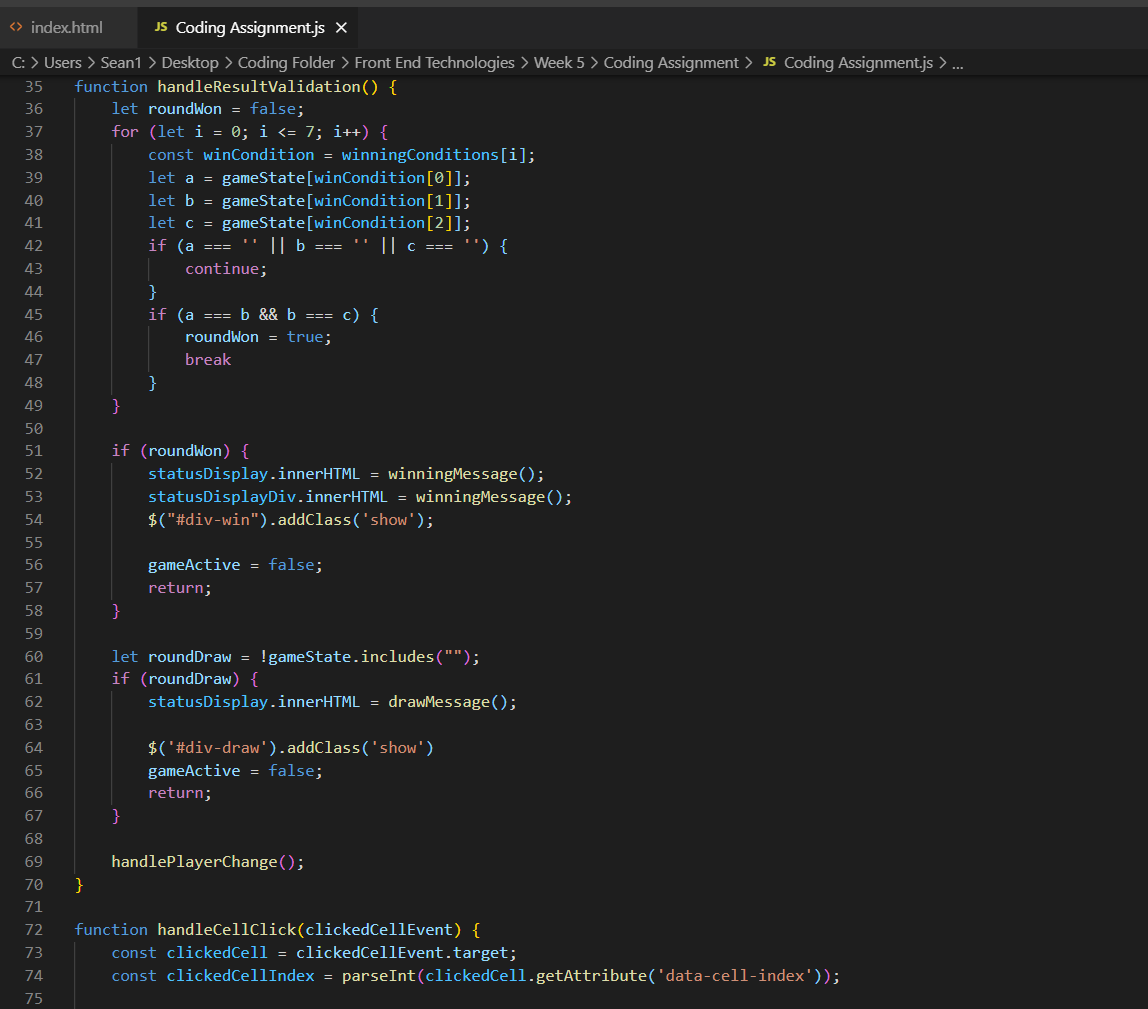 <> index.html JS Coding Assignment.js ×
C: > Users > Sean1 > Desktop > Coding Folder > Front End Technologies > Week 5 > Coding Assignment > JS Coding Assignment.js > ...
35 function handleResultValidation() {
36     let roundWon = false;
37     for (let i = 0; i <= 7; i++) {
38         const winCondition = winningConditions[i];
39         let a = gameState[winCondition[0]];
40         let b = gameState[winCondition[1]];
41         let c = gameState[winCondition[2]];
42         if (a === '' || b === '' || c === '') {
43             continue;
44         }
45         if (a === b && b === c) {
46             roundWon = true;
47             break
48         }
49     }
50
51     if (roundWon) {
52         statusDisplay.innerHTML = winningMessage();
53         statusDisplayDiv.innerHTML = winningMessage();
54         $("#div-win").addClass('show');
55
56         gameActive = false;
57         return;
58     }
59
60     let roundDraw = !gameState.includes("");
61     if (roundDraw) {
62         statusDisplay.innerHTML = drawMessage();
63
64         $('#div-draw').addClass('show')
65         gameActive = false;
66         return;
67     }
68
69     handlePlayerChange();
70 }
71
72 function handleCellClick(clickedCellEvent) {
73     const clickedCell = clickedCellEvent.target;
74     const clickedCellIndex = parseInt(clickedCell.getAttribute('data-cell-index'));
75